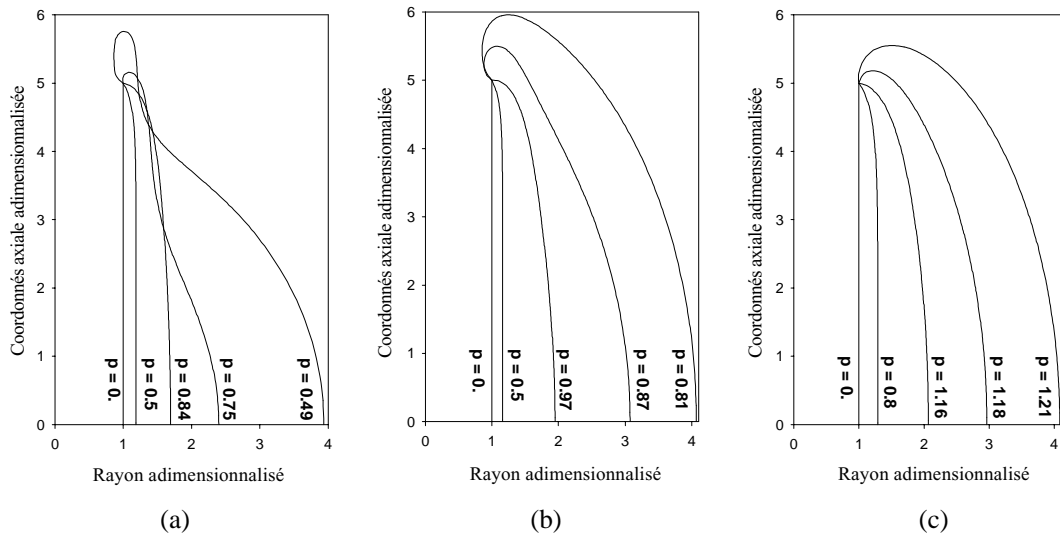 6
5
4
3
2
1
0
Coordonnés axiale adimensionnalisée
p = 0.
p = 0.5
p = 0.84
p = 0.75
p = 0.49
0 1 2 3 4
Rayon adimensionnalisé
(a)
6
5
4
3
2
1
0
Coordonnés axiale adimensionnalisée
p = 0.
p = 0.5
p = 0.97
p = 0.87
p = 0.81
0 1 2 3 4
Rayon adimensionnalisé
(b)
6
5
4
3
2
1
0
Coordonnés axiale adimensionnalisée
p = 0.
p = 0.8
p = 1.16
p = 1.18
p = 1.21
0 1 2 3 4
Rayon adimensionnalisé
(c)